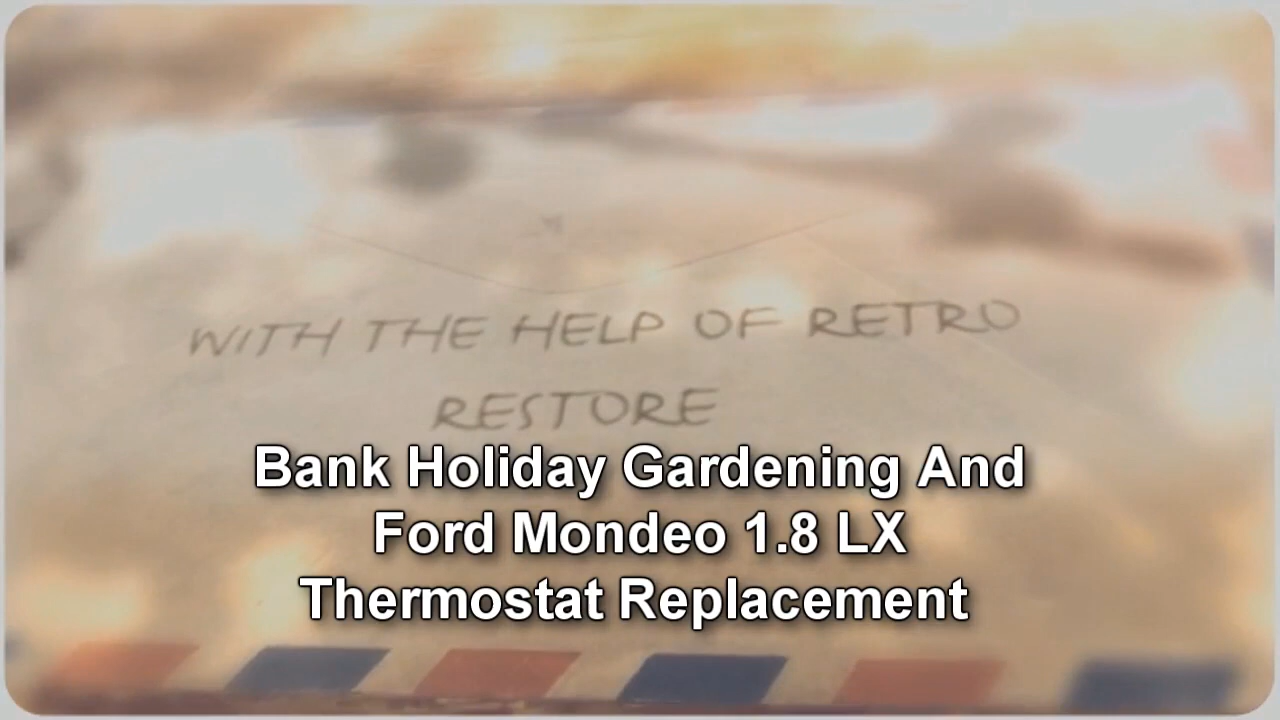 WITH THE HELP OF RETRO
RESTORE
Bank Holiday Gardening And
Ford Mondeo 1.8 LX
Thermostat Replacement